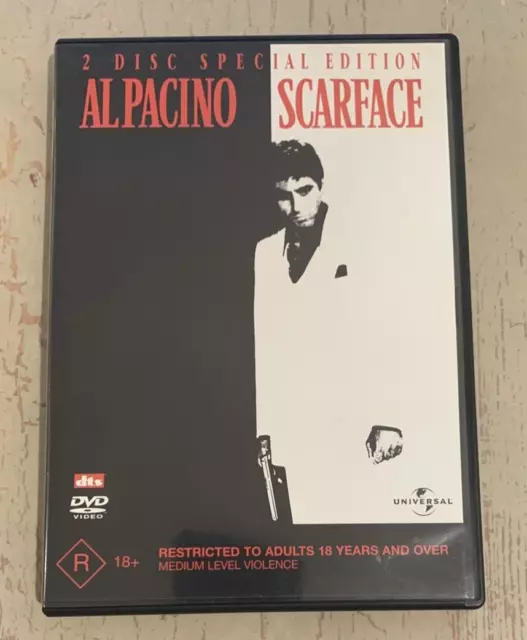 2 DISC SPECIAL EDITION
AL PACINO SCARFACE
dts
DVD
VIDEO
UNIVERSAL
R 18+
RESTRICTED TO ADULTS 18 YEARS AND OVER
MEDIUM LEVEL VIOLENCE